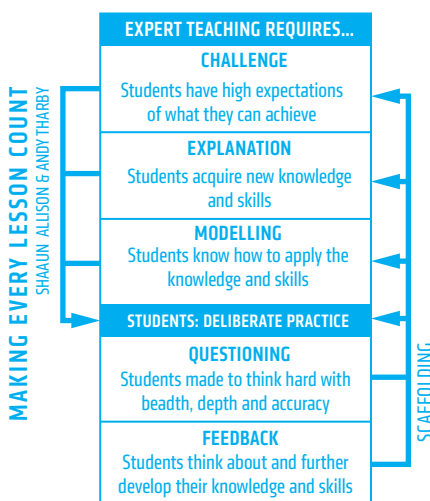 EXPERT TEACHING REQUIRES...
CHALLENGE
Students have high expectations
of what they can achieve
EXPLANATION
Students acquire new knowledge
and skills
MODELLING
Students know how to apply the
knowledge and skills
STUDENTS: DELIBERATE PRACTICE
QUESTIONING
Students made to think hard with
beadth, depth and accuracy
FEEDBACK
Students think about and further
develop their knowledge and skills
MAKING EVERY LESSON COUNT
SHAAUN ALLISON & ANDY THARBY
SCAFFOLDING